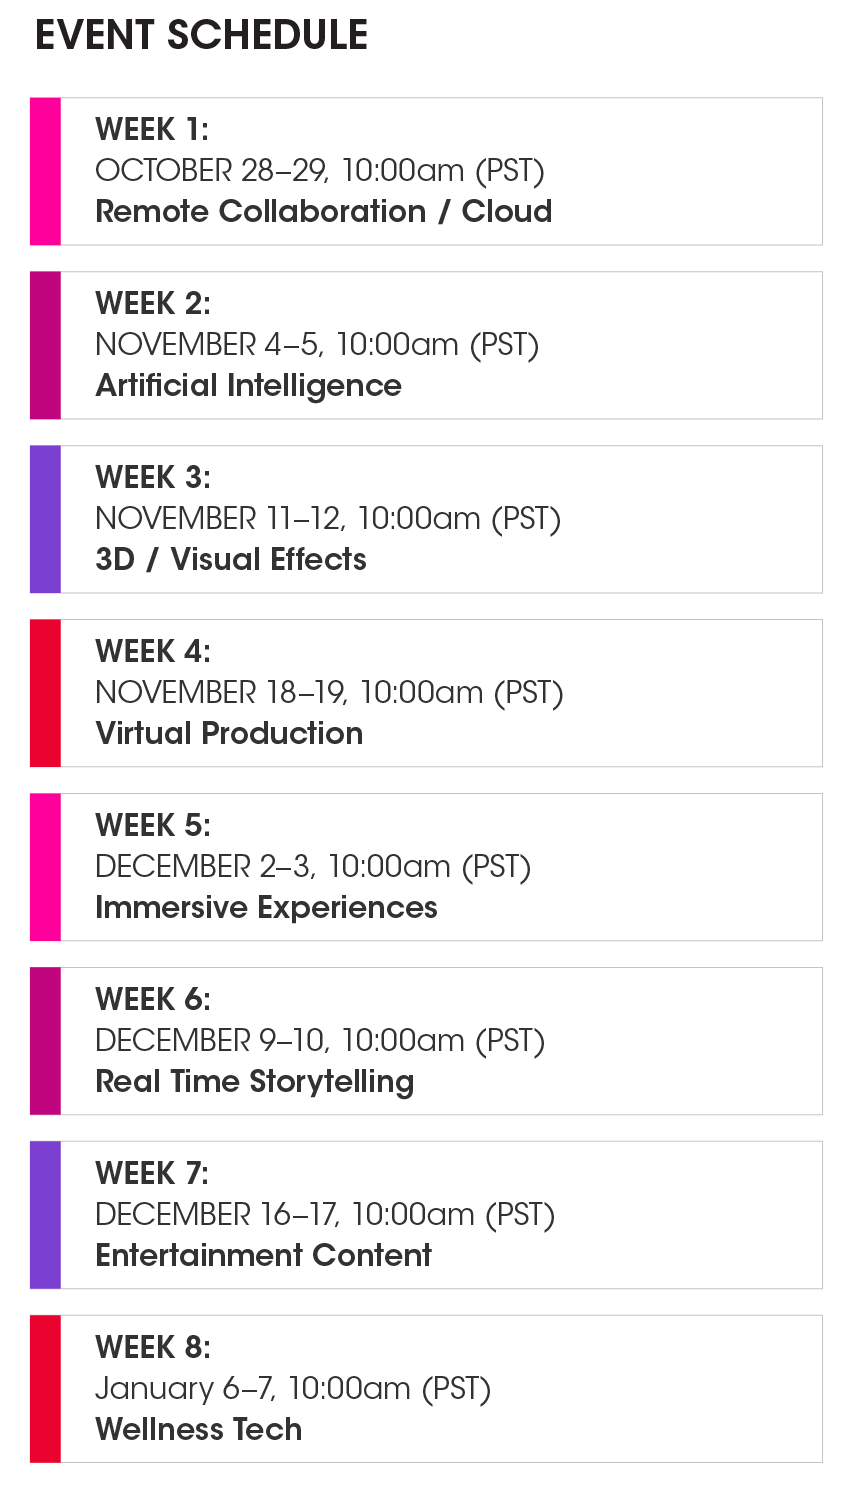 EVENT SCHEDULE
WEEK 1:
OCTOBER 28–29, 10:00am (PST)
Remote Collaboration / Cloud
WEEK 2:
NOVEMBER 4–5, 10:00am (PST)
Artificial Intelligence
WEEK 3:
NOVEMBER 11–12, 10:00am (PST)
3D / Visual Effects
WEEK 4:
NOVEMBER 18–19, 10:00am (PST)
Virtual Production
WEEK 5:
DECEMBER 2–3, 10:00am (PST)
Immersive Experiences
WEEK 6:
DECEMBER 9–10, 10:00am (PST)
Real Time Storytelling
WEEK 7:
DECEMBER 16–17, 10:00am (PST)
Entertainment Content
WEEK 8:
January 6–7, 10:00am (PST)
Wellness Tech